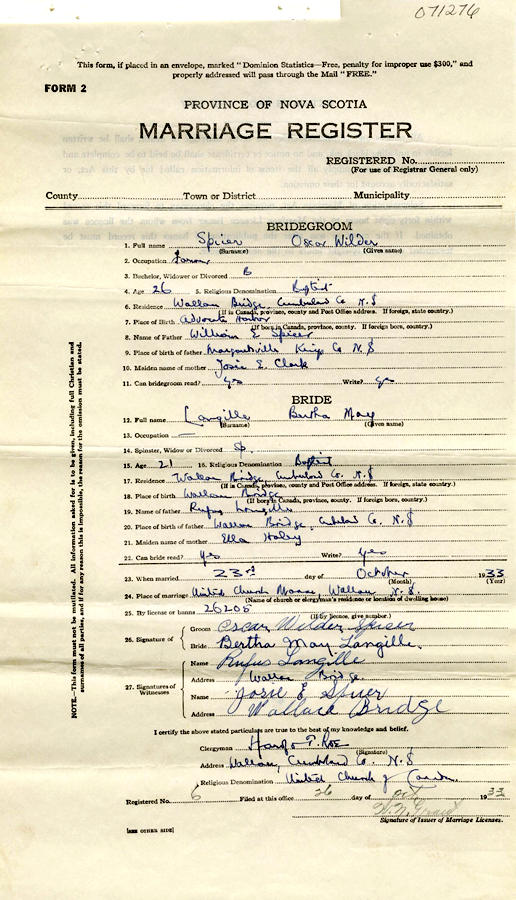 071276
This form, if placed in an envelope, marked "Dominion Statistics—Free, penalty for improper use $300," and
properly addressed will pass through the Mail "FREE."
FORM 2
PROVINCE OF NOVA SCOTIA
MARRIAGE REGISTER
REGISTERED No.
(For use of Registrar General only)
County Town or District Municipality
BRIDEGROOM
1. Full name Spicer Oscar Wilder
(Surname) (Given name)
2. Occupation Farmer
3. Bachelor, Widower or Divorced B
4. Age 26 5. Religious Denomination Baptist
6. Residence Wallace Bridge, Cumberland Co N.S
(If in Canada, province, county and Post Office address. If foreign, state country.)
7. Place of Birth Advocate Harbor
(If born in Canada, province, county. If foreign born, country.)
8. Name of Father William E Spicer
9. Place of birth of father Kings Co N.S
10. Maiden name of mother Josie E. Clark
11. Can bridegroom read? yes Write? yes
BRIDE
12. Full name Langille Bertha May
(Surname) (Given name)
13. Occupation —
14. Spinster, Widow or Divorced Sp.
15. Age 21 16. Religious Denomination Baptist
17. Residence Wallace Bridge, Cumberland Co. N.S
(If in Canada, province, county and Post Office address. If foreign, state country.)
18. Place of birth Wallace Bridge
(If born in Canada, province, county. If foreign born, country.)
19. Name of father Rufus Langille
20. Place of birth of father Wallace Bridge, Cumberland Co. N.S
21. Maiden name of mother Ella
22. Can bride read? Yes Write? yes
23. When married 23rd day of October 1933
(Month) (Year)
24. Place of marriage United Church Manse, Wallace N.S.
(Name of church or clergyman's residence or location of dwelling house)
25. By license or banns 26205
(If by licence, give number.)
26. Signature of
Groom Oscar Wilder Spicer
Bride Bertha May Langille.
27. Signatures of Witnesses
Name Rufus Langille
Address Wallace Bridge.
Name Josse E Spicer
Address Wallace Bridge
I certify the above stated particulars are true to the best of my knowledge and belief.
Clergyman T. Roe
(Signature)
Address Wallace, Cumberland Co. N.S
Religious Denomination United Church of Canada
Registered No. 6 Filed at this office 26 day of Oct 1933
Signature of Issuer of Marriage Licenses.
[SEE OTHER SIDE]
NOTE.—This form must not be mutilated. All information asked for is to be given, including full Christian and
surnames of all parties, and if for any reason this is impossible, the reason for the omission must be stated.